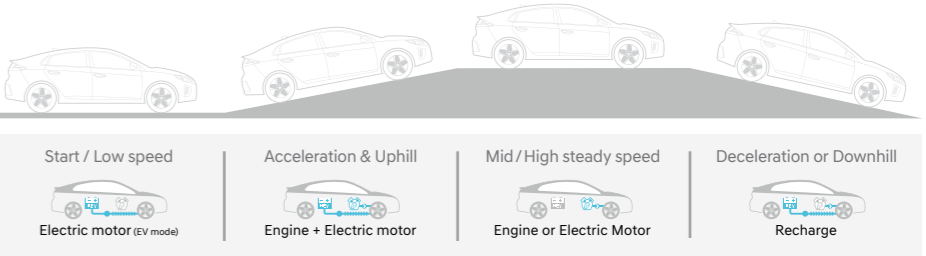 Start / Low speed
Electric motor (EV mode)
Acceleration & Uphill
Engine + Electric motor
Mid / High steady speed
Engine or Electric Motor
Deceleration or Downhill
Recharge